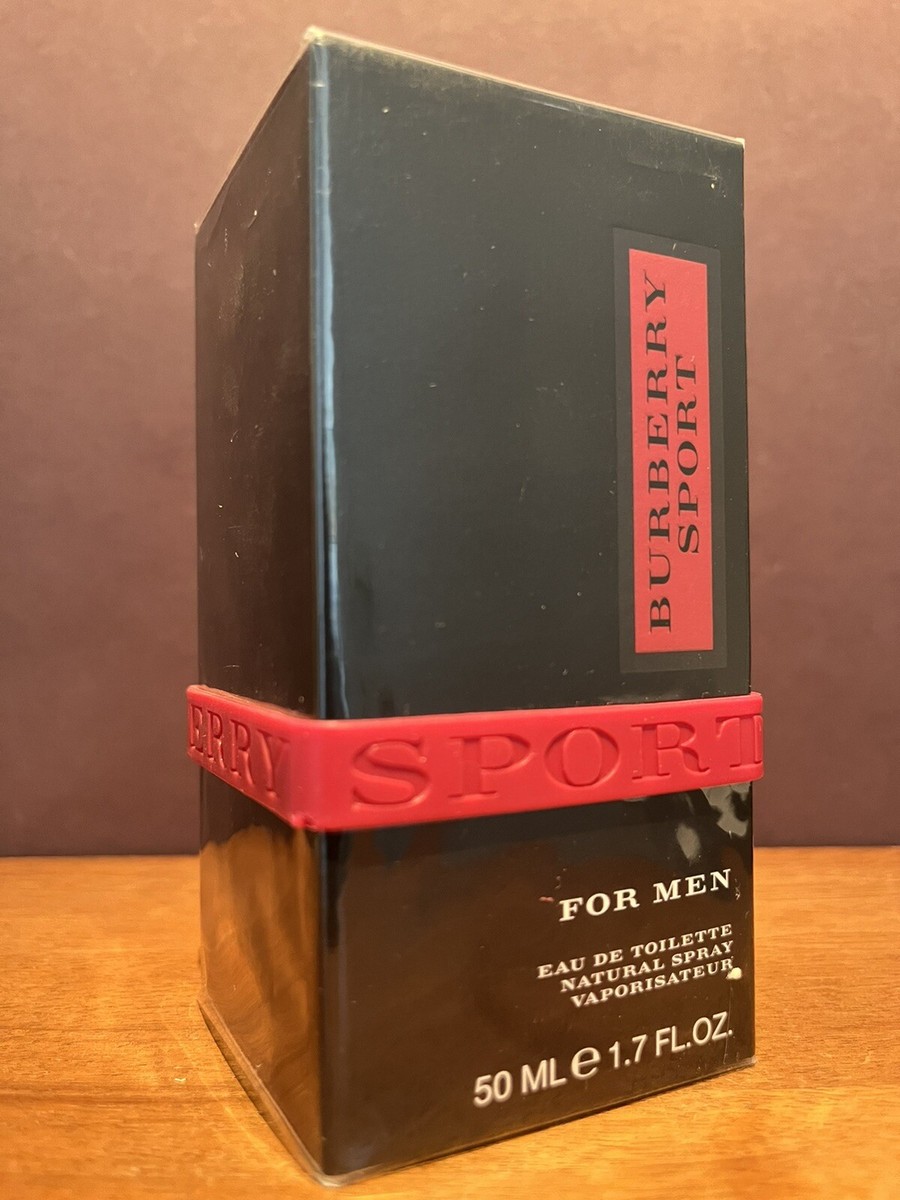 BURBERRY
SPORT
ERRY SPORT
FOR MEN
EAU DE TOILETTE
NATURAL SPRAY
VAPORISATEUR
50 ML e 1.7 FL.OZ.